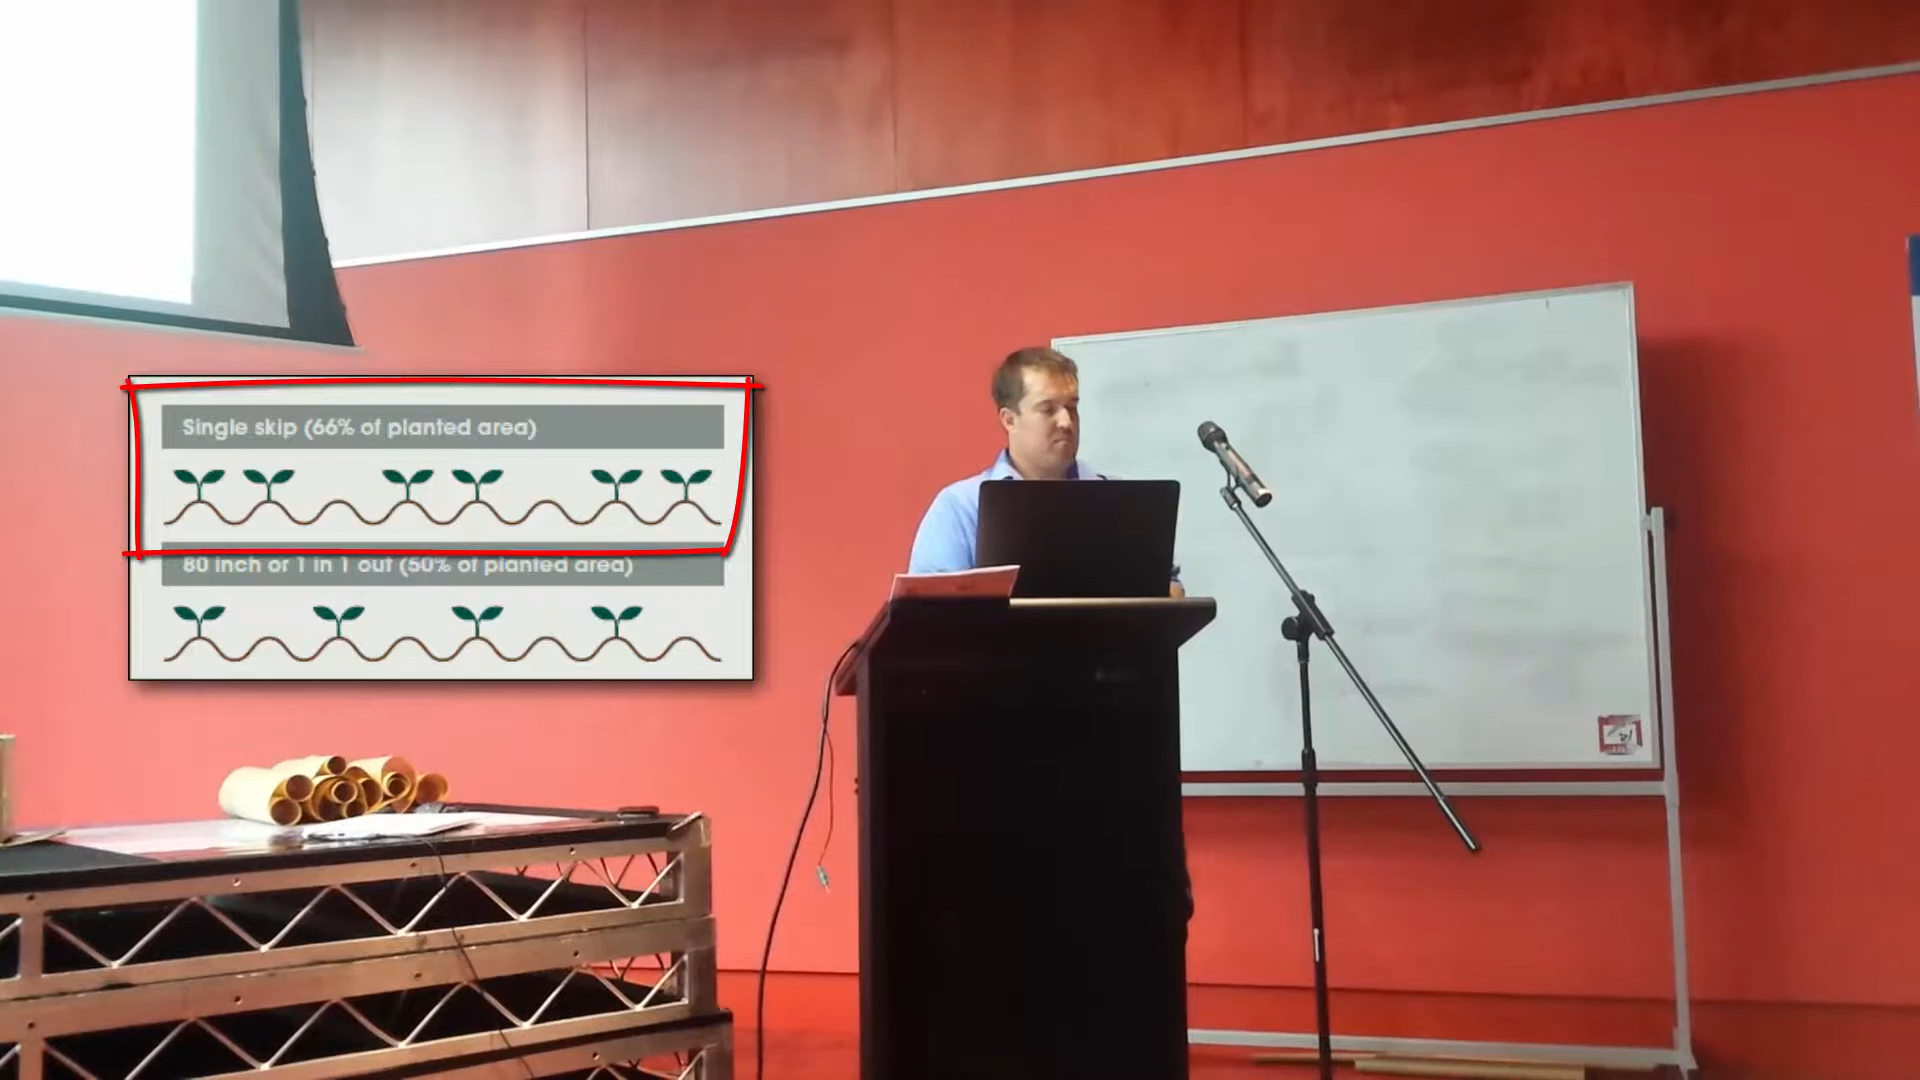 Single skip (66% of planted area)
80 inch or 1 in 1 out (50% of planted area)